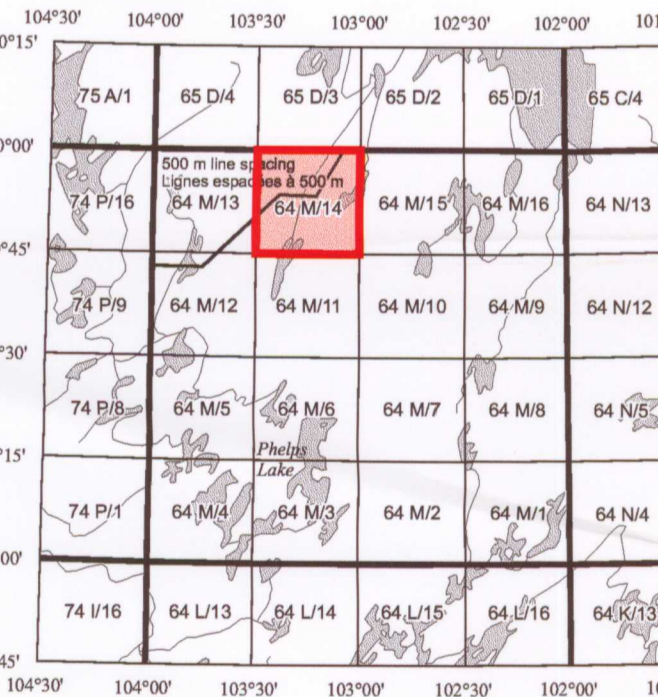 104°30' 104°00' 103°30' 103°00' 102°30' 102°00' 101
0°15'
75 A/1 65 D/4 65 D/3 65 D/2 65 D/1 65 C/4
0°00'
500 m line spacing
Lignes espacées à 500 m
74 P/16 64 M/13 64 M/14 64 M/15 64 M/16 64 N/13
9°45'
74 P/9 64 M/12 64 M/11 64 M/10 64 M/9 64 N/12
°30'
74 P/8 64 M/5 64 M/6 64 M/7 64 M/8 64 N/5
Phelps
°15'
Lake
74 P/1 64 M/4 64 M/3 64 M/2 64 M/1 64 N/4
°00'
74 I/16 64 L/13 64 L/14 64 L/15 64 L/16 64 K/13
45'
104°30' 104°00' 103°30' 103°00' 102°30' 102°00' 10